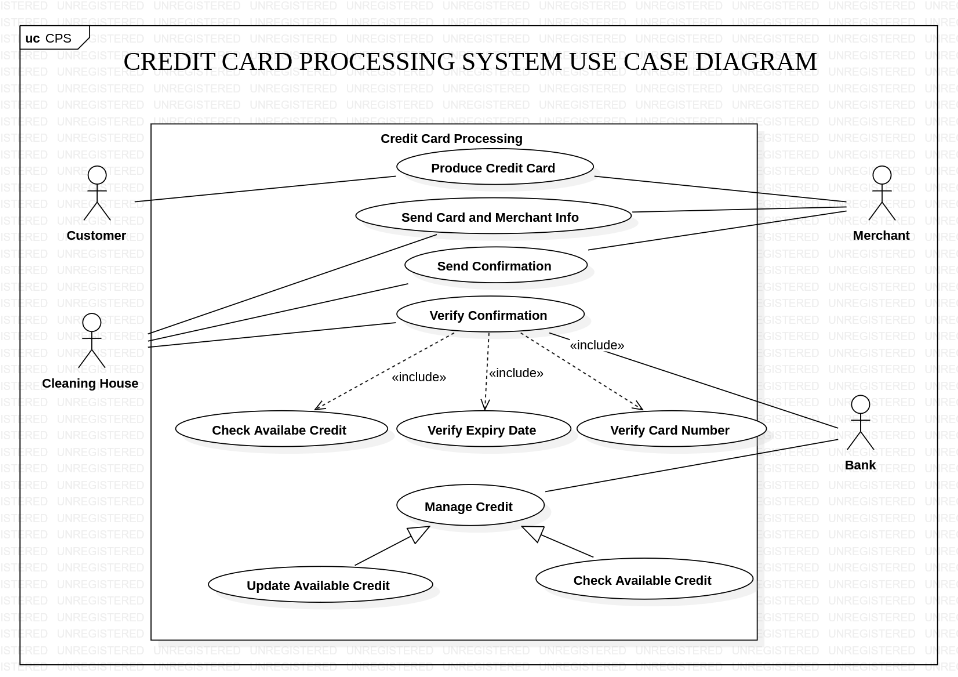 uc CPS
CREDIT CARD PROCESSING SYSTEM USE CASE DIAGRAM
Credit Card Processing
Produce Credit Card
Send Card and Merchant Info
Customer
Merchant
Send Confirmation
Verify Confirmation
«include»
«include»
«include»
Cleaning House
Check Availabe Credit
Verify Expiry Date
Verify Card Number
Bank
Manage Credit
Update Available Credit
Check Available Credit
UNREGISTERED